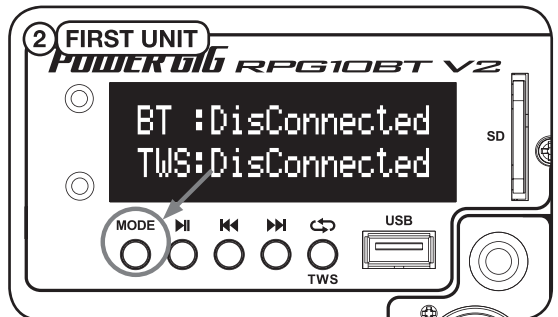 2 FIRST UNIT
POWER GIG RPG10BT V2
BT :DisConnected
TWS:DisConnected
SD
MODE
USB
TWS